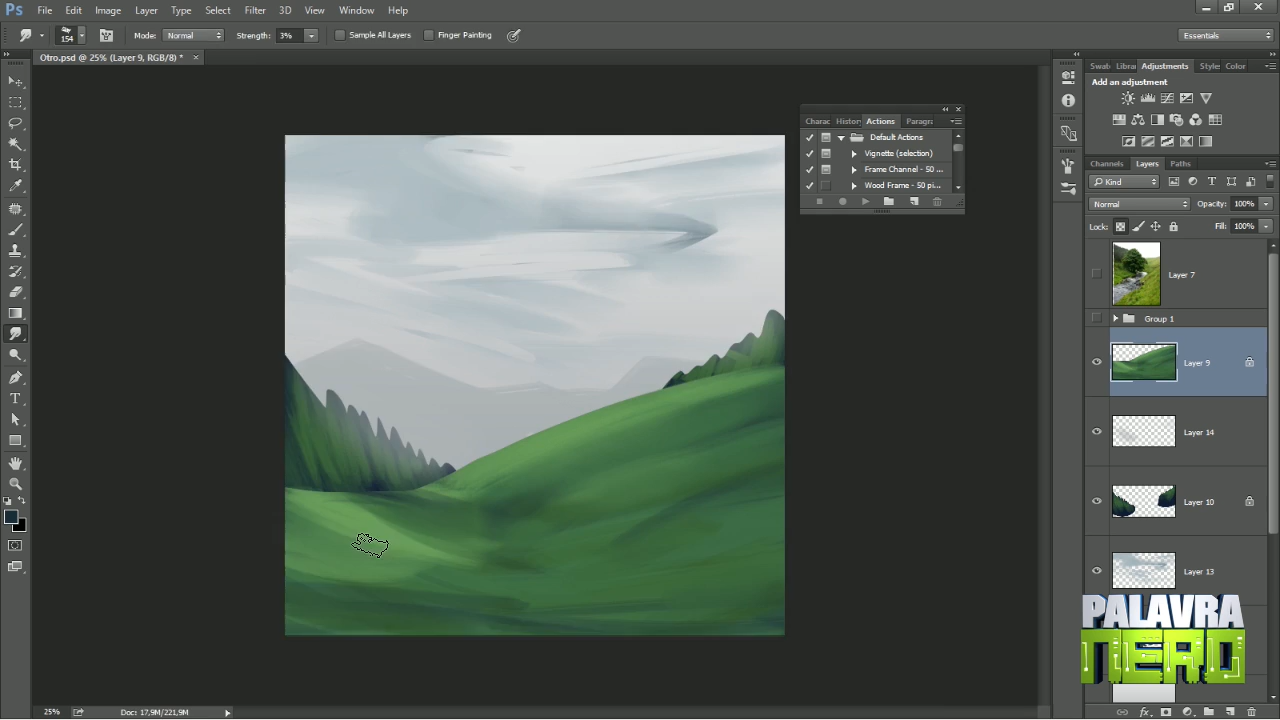 Ps File Edit Image Layer Type Select Filter 3D View Window Help
154 Mode: Normal Strength: 3% Sample All Layers Finger Painting Essentials
Otro.psd @ 25% (Layer 9, RGB/8) * ×
Swat Libra Adjustments Style Color
Add an adjustment
Charac Histor Actions Paragra
Default Actions
Vignette (selection)
Frame Channel - 50 ...
Wood Frame - 50 pi...
Channels Layers Paths
Kind
Normal Opacity: 100%
Lock: Fill: 100%
Layer 7
Group 1
Layer 9
Layer 14
Layer 10
Layer 13
PALAVRA
NERD
25% Doc: 17,9M/221,9M